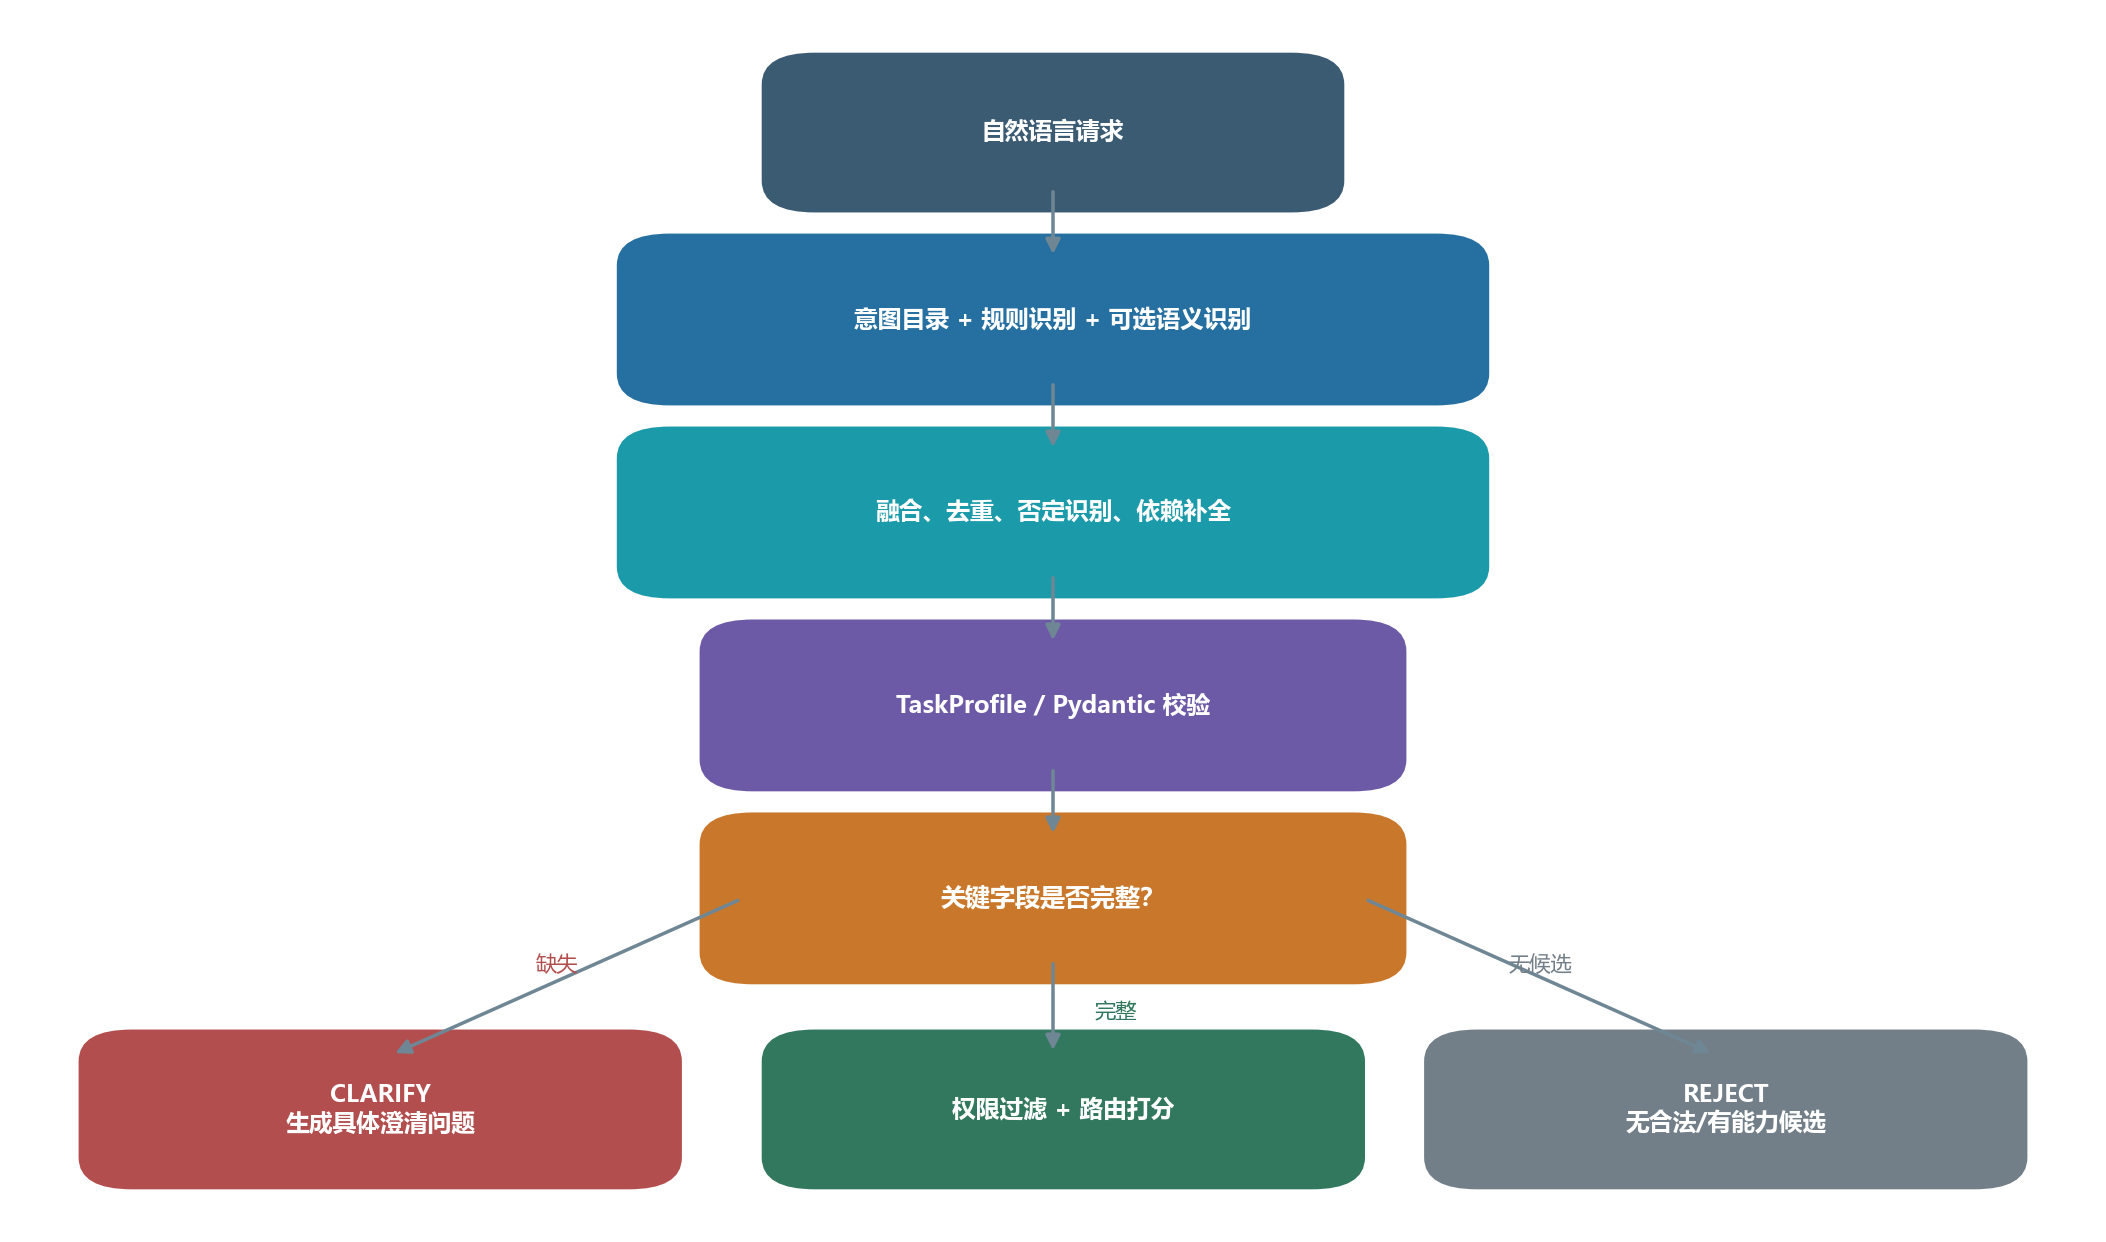 自然语言请求
意图目录 + 规则识别 + 可选语义识别
融合、去重、否定识别、依赖补全
TaskProfile / Pydantic 校验
关键字段是否完整?
缺失
无候选
完整
CLARIFY
生成具体澄清问题
权限过滤 + 路由打分
REJECT
无合法/有能力候选